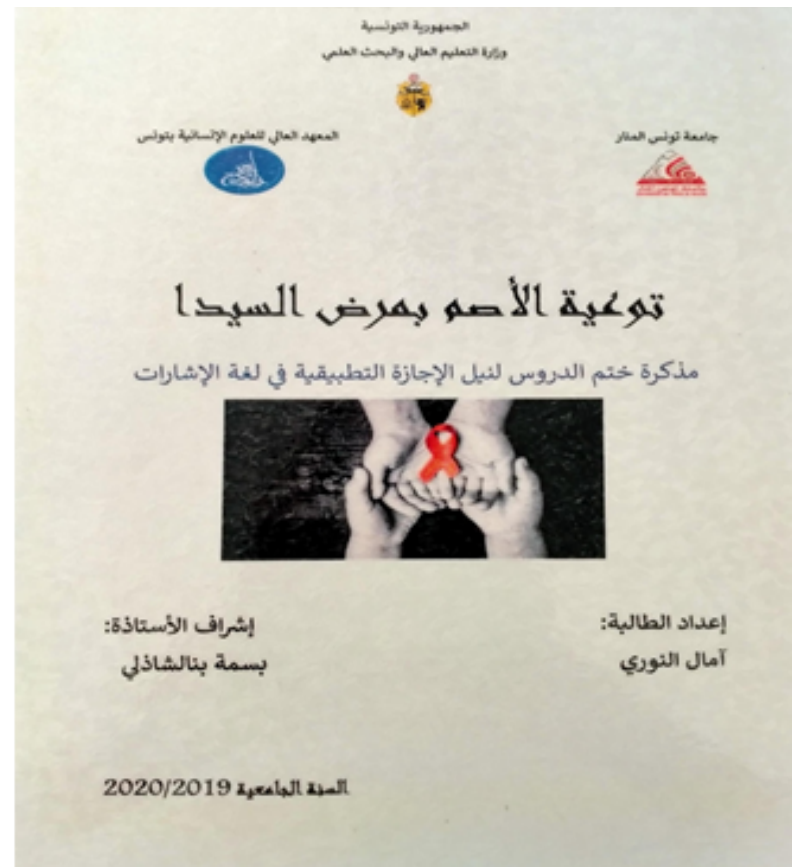 الجمهورية التونسية
وزارة التعليم العالي والبحث العلمي
جامعة تونس المنار
المعهد العالي للعلوم الإنسانية بتونس
توعية الأصم بمرض السيدا
مذكرة ختم الدروس لنيل الإجازة التطبيقية في لغة الإشارات
إعداد الطالبة:
إشراف الأستاذة:
آمال النوري
بسمة بنالشاذلي
السنة الجامعية 2020/2019